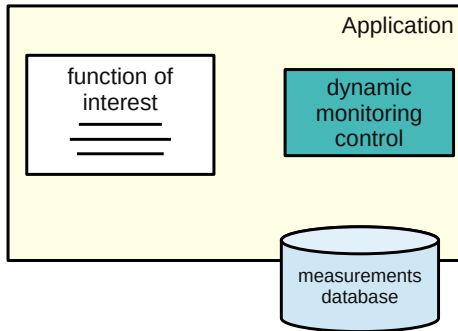 Application
function of
interest
dynamic
monitoring
control
measurements
database